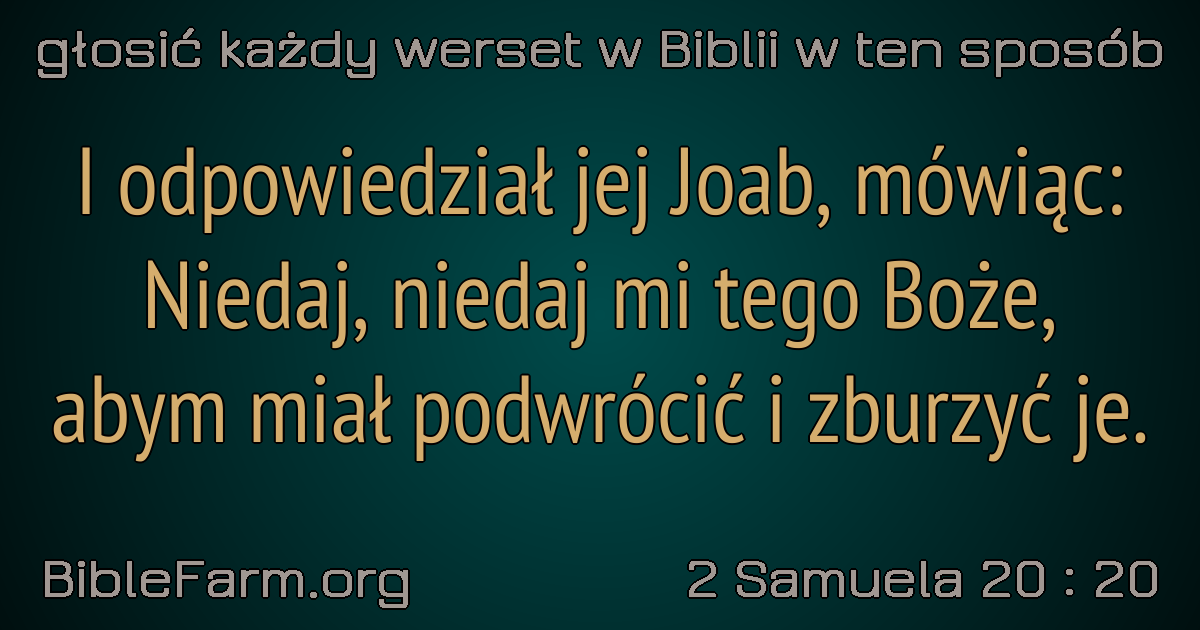 głosić każdy werset w Biblii w ten sposób
I odpowiedział jej Joab, mówiąc:
Niedaj, niedaj mi tego Boże,
abym miał podwrócić i zburzyć je.
BibleFarm.org
2 Samuela 20 : 20